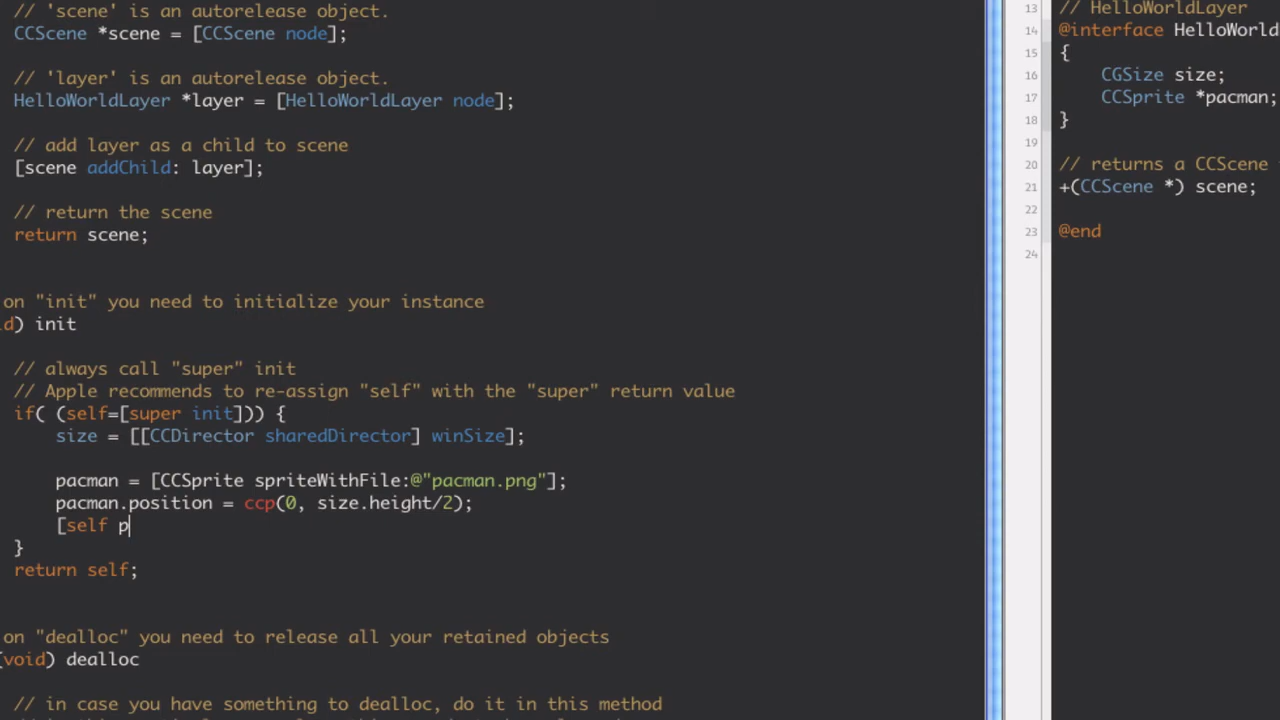 // 'scene' is an autorelease object.
CCScene *scene = [CCScene node];
// 'layer' is an autorelease object.
HelloWorldLayer *layer = [HelloWorldLayer node];
// add layer as a child to scene
[scene addChild: layer];
// return the scene
return scene;
on "init" you need to initialize your instance
id) init
// always call "super" init
// Apple recommends to re-assign "self" with the "super" return value
if( (self=[super init])) {
size = [[CCDirector sharedDirector] winSize];
pacman = [CCSprite spriteWithFile:@"pacman.png"];
pacman.position = ccp(0, size.height/2);
[self p
}
return self;
on "dealloc" you need to release all your retained objects
(void) dealloc
// in case you have something to dealloc, do it in this method
13 // HelloWorldLayer
14 @interface HelloWorld
15 {
16 CGSize size;
17 CCSprite *pacman;
18 }
19
20 // returns a CCScene
21 +(CCScene *) scene;
22
23 @end
24